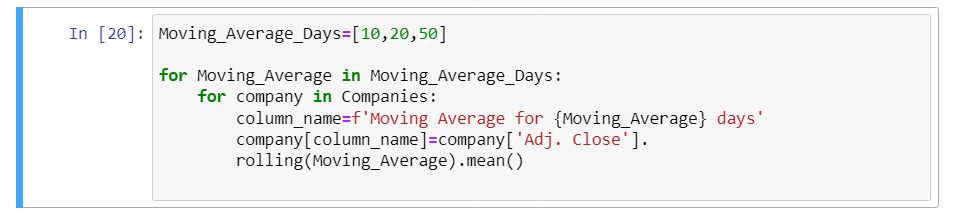 In [20]: Moving_Average_Days=[10,20,50]
for Moving_Average in Moving_Average_Days:
    for company in Companies:
        column_name=f'Moving Average for {Moving_Average} days'
        company[column_name]=company['Adj. Close'].
        rolling(Moving_Average).mean()